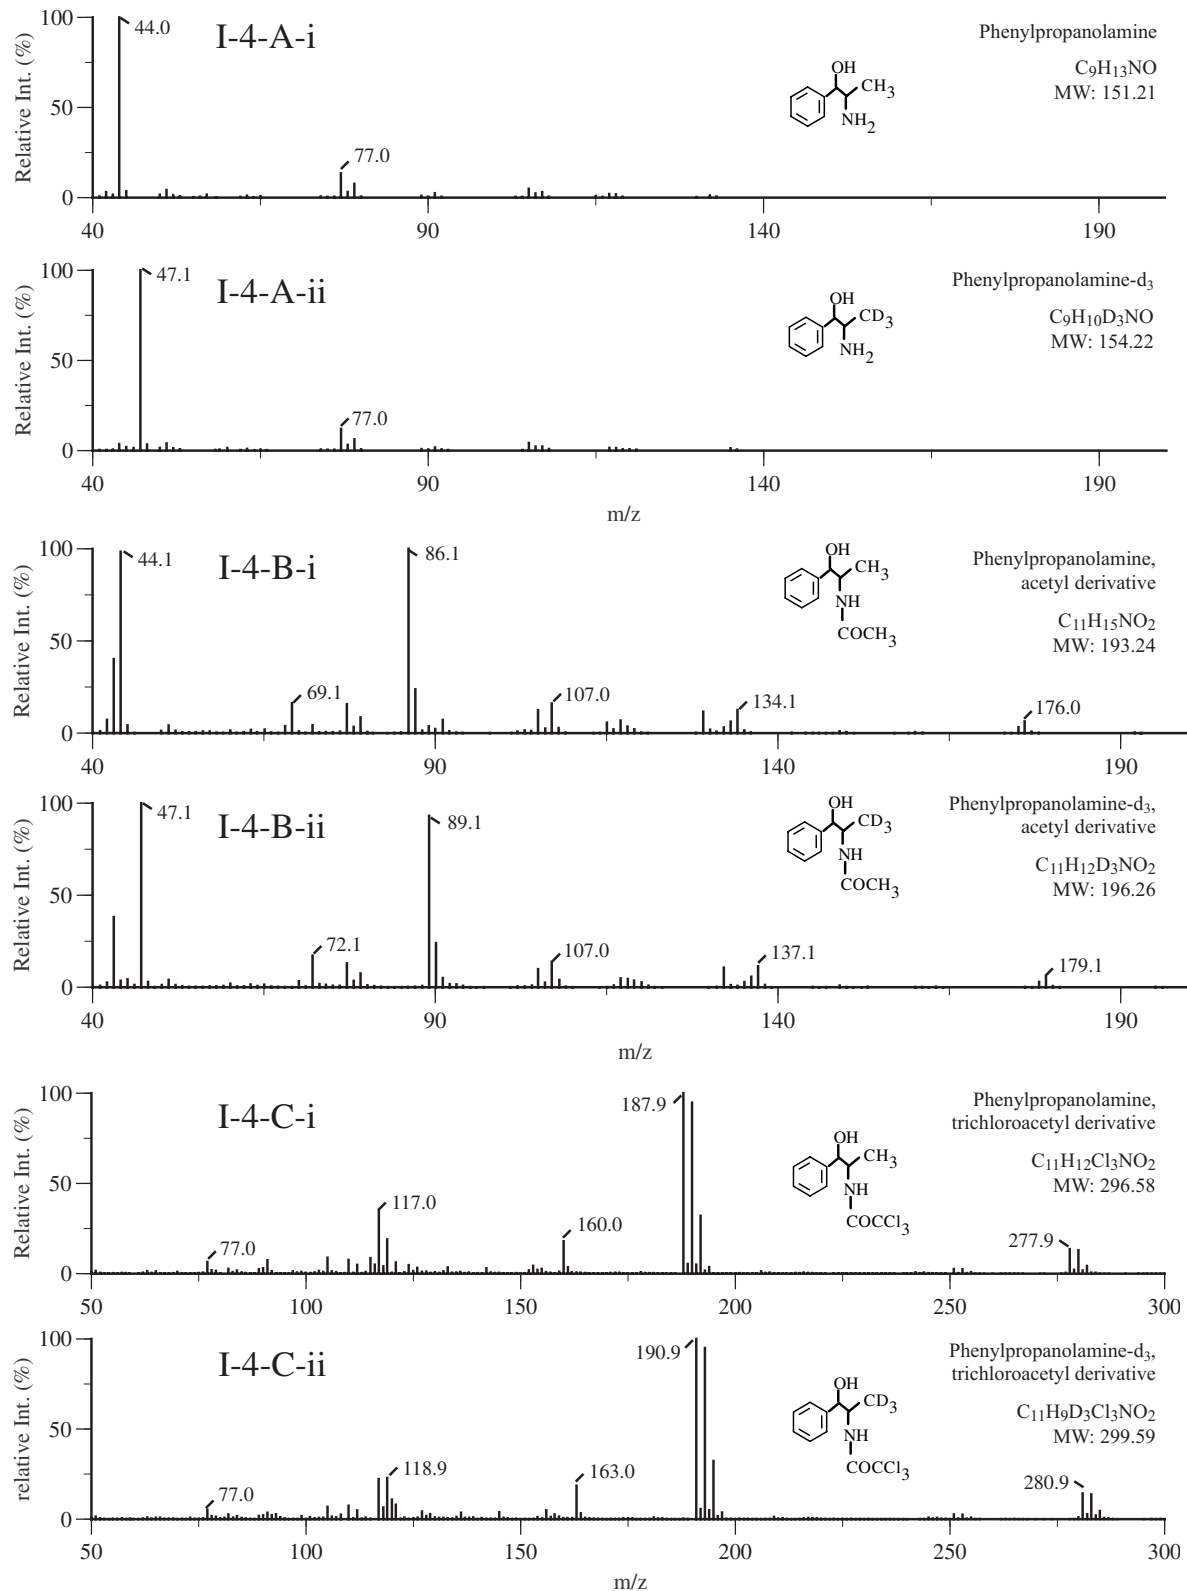 Relative Int. (%)
100
50
0
44.0
77.0
I-4-A-i
OH
CH3
NH2
Phenylpropanolamine
C9H13NO
MW: 151.21
40 90 140 190
Relative Int. (%)
100
50
0
47.1
77.0
I-4-A-ii
OH
CD3
NH2
Phenylpropanolamine-d3
C9H10D3NO
MW: 154.22
40 90 140 190
m/z
Relative Int. (%)
100
50
0
44.1
69.1
86.1
107.0
134.1
176.0
I-4-B-i
OH
CH3
NH
COCH3
Phenylpropanolamine,
acetyl derivative
C11H15NO2
MW: 193.24
40 90 140 190
Relative Int. (%)
100
50
0
47.1
72.1
89.1
107.0
137.1
179.1
I-4-B-ii
OH
CD3
NH
COCH3
Phenylpropanolamine-d3,
acetyl derivative
C11H12D3NO2
MW: 196.26
40 90 140 190
m/z
Relative Int. (%)
100
50
0
77.0
117.0
160.0
187.9
277.9
I-4-C-i
OH
CH3
NH
COCCl3
Phenylpropanolamine,
trichloroacetyl derivative
C11H12Cl3NO2
MW: 296.58
50 100 150 200 250 300
relative Int. (%)
100
50
0
77.0
118.9
163.0
190.9
280.9
I-4-C-ii
OH
CD3
NH
COCCl3
Phenylpropanolamine-d3,
trichloroacetyl derivative
C11H9D3Cl3NO2
MW: 299.59
50 100 150 200 250 300
m/z